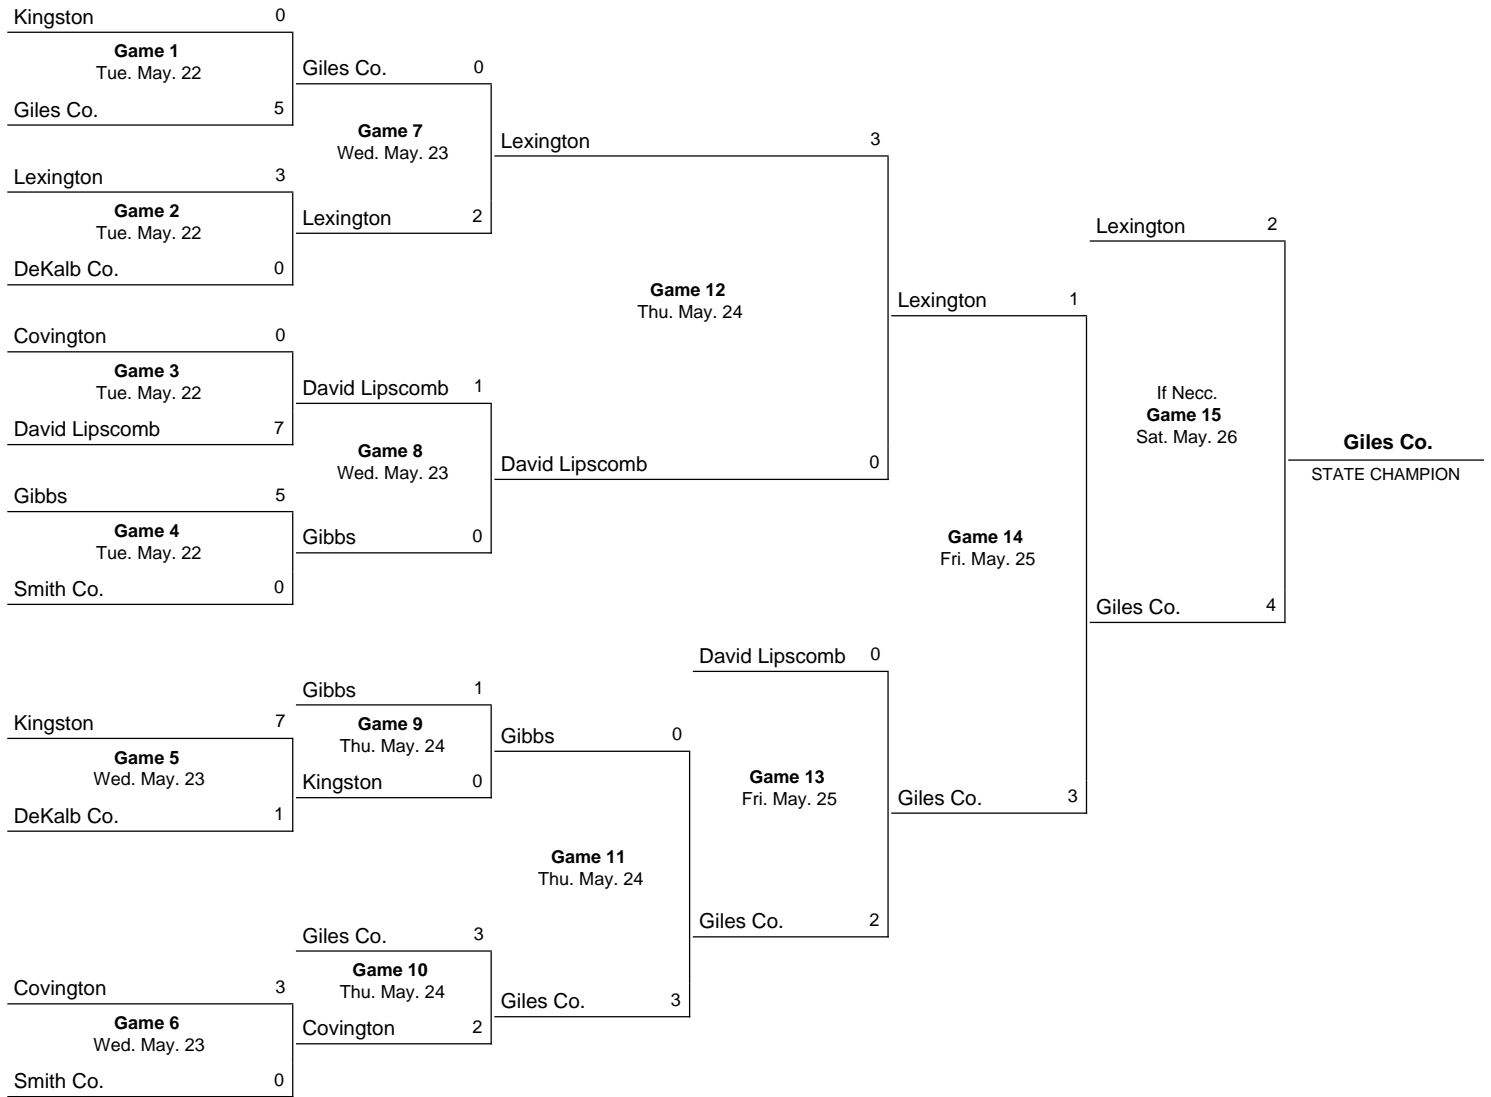 Kingston 0
Game 1
Tue. May. 22
Giles Co. 5
Lexington 3
Game 2
Tue. May. 22
DeKalb Co. 0
Covington 0
Game 3
Tue. May. 22
David Lipscomb 7
Gibbs 5
Game 4
Tue. May. 22
Smith Co. 0
Kingston 7
Game 5
Wed. May. 23
DeKalb Co. 1
Covington 3
Game 6
Wed. May. 23
Smith Co. 0
Giles Co. 0
Game 7
Wed. May. 23
Lexington 2
David Lipscomb 1
Game 8
Wed. May. 23
Gibbs 0
Gibbs 1
Game 9
Thu. May. 24
Kingston 0
Giles Co. 3
Game 10
Thu. May. 24
Covington 2
Lexington 3
Game 12
Thu. May. 24
David Lipscomb 0
Gibbs 0
Game 11
Thu. May. 24
Giles Co. 3
David Lipscomb 0
Game 13
Fri. May. 25
Giles Co. 2
Lexington 1
Game 14
Fri. May. 25
Giles Co. 3
Lexington 2
If Necc.
Game 15
Sat. May. 26
Giles Co. 4
Giles Co.
STATE CHAMPION